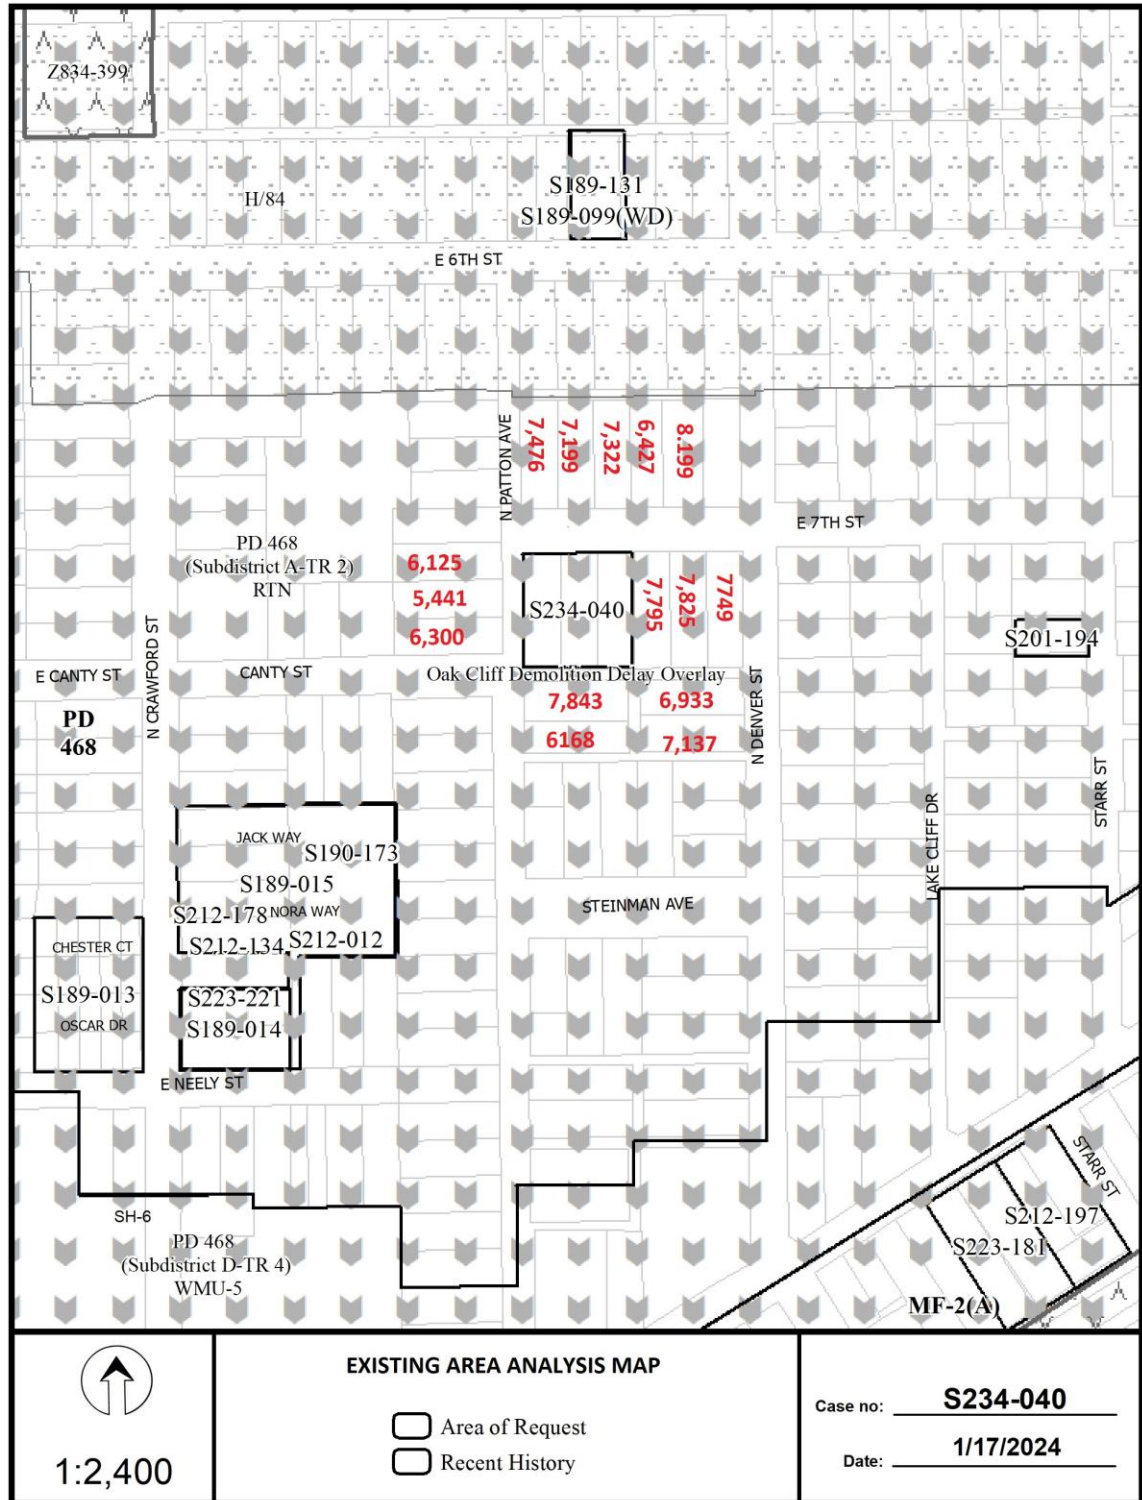 Z834-399
S189-131
S189-099(WD)
H/84
E 6TH ST
N PATTON AVE
7,476
7,199
7,322
6,427
8.199
E 7TH ST
PD 468
(Subdistrict A-TR 2)
RTN
6,125
5,441
6,300
S234-040
7,795
7,825
7749
S201-194
E CANTY ST
N CRAWFORD ST
CANTY ST
Oak Cliff Demolition Delay Overlay
N DENVER ST
PD
468
7,843
6,933
6168
7,137
LAKE CLIFF DR
STARR ST
JACK WAY
S190-173
S189-015
S212-178
NORA WAY
S212-134
S212-012
STEINMAN AVE
CHESTER CT
S189-013
OSCAR DR
S223-221
S189-014
E NEELY ST
SH-6
PD 468
(Subdistrict D-TR 4)
WMU-5
STARR ST
S212-197
S223-181
MF-2(A)
1:2,400
EXISTING AREA ANALYSIS MAP
Area of Request
Recent History
Case no: S234-040
Date: 1/17/2024